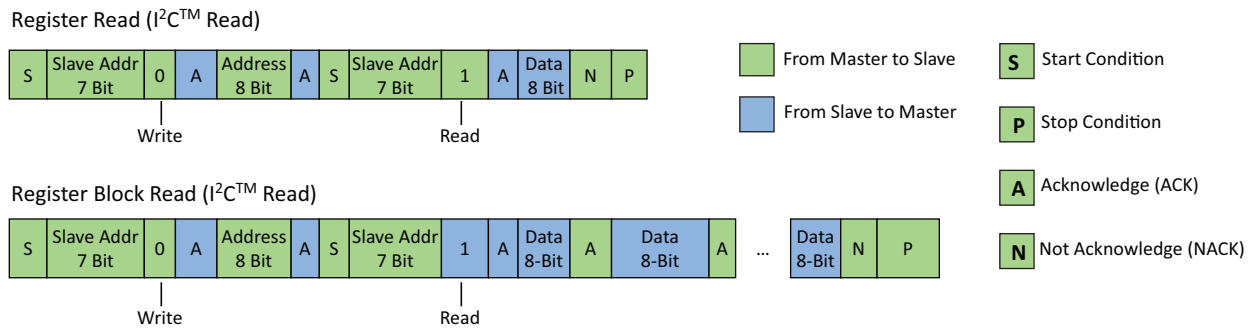 Register Read (I²C™ Read)
S Slave Addr 7 Bit 0 A Address 8 Bit A S Slave Addr 7 Bit 1 A Data 8 Bit N P
Write Read
Register Block Read (I²C™ Read)
S Slave Addr 7 Bit 0 A Address 8 Bit A S Slave Addr 7 Bit 1 A Data 8-Bit A Data 8-Bit A ... Data 8-Bit N P
Write Read
From Master to Slave
From Slave to Master
S Start Condition
P Stop Condition
A Acknowledge (ACK)
N Not Acknowledge (NACK)